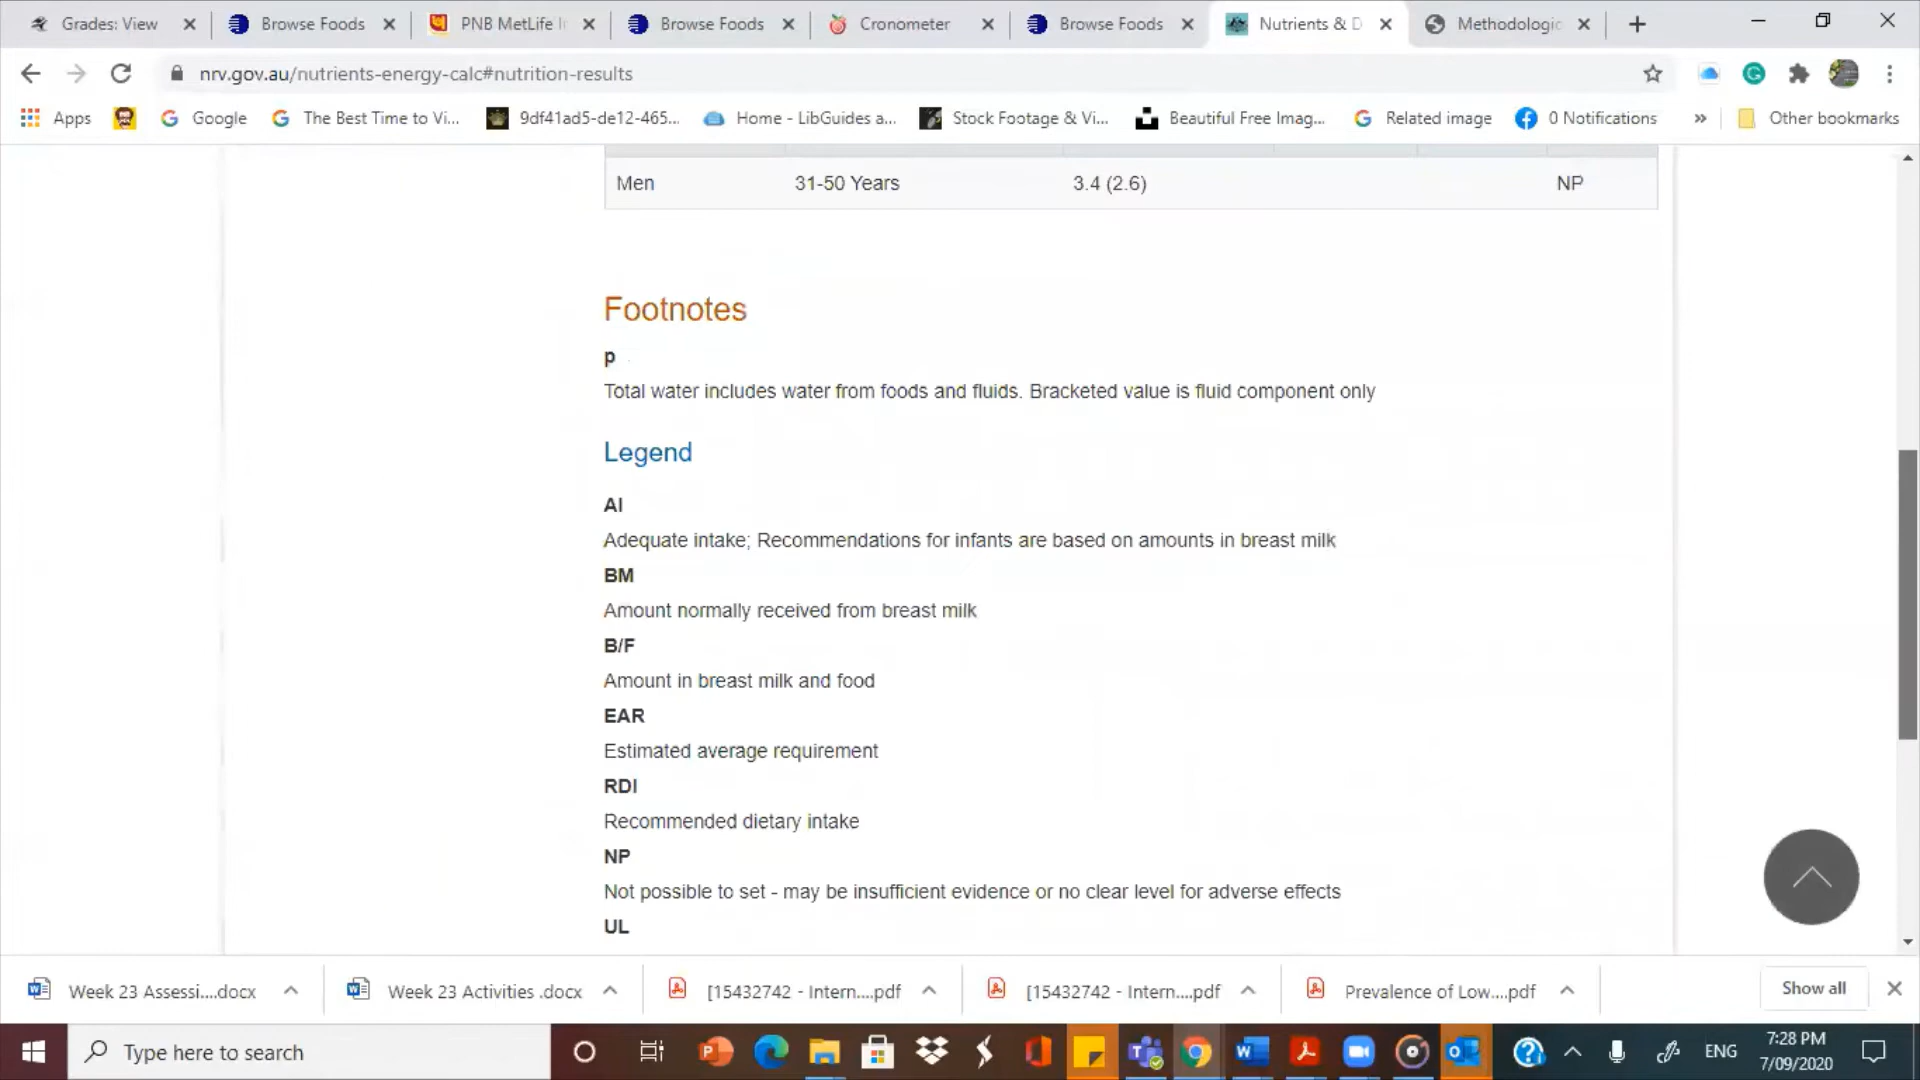 Grades: View
Browse Foods
PNB MetLife I
Browse Foods
Cronometer
Browse Foods
Nutrients & D
Methodologic
nrv.gov.au/nutrients-energy-calc#nutrition-results
Apps
Google
The Best Time to Vi...
9df41ad5-de12-465...
Home - LibGuides a...
Stock Footage & Vi...
Beautiful Free Imag...
Related image
0 Notifications
»
Other bookmarks
Men 31-50 Years 3.4 (2.6) NP
Footnotes
p
Total water includes water from foods and fluids. Bracketed value is fluid component only
Legend
AI
Adequate intake; Recommendations for infants are based on amounts in breast milk
BM
Amount normally received from breast milk
B/F
Amount in breast milk and food
EAR
Estimated average requirement
RDI
Recommended dietary intake
NP
Not possible to set - may be insufficient evidence or no clear level for adverse effects
UL
Week 23 Assessi....docx
Week 23 Activities .docx
[15432742 - Intern....pdf
[15432742 - Intern....pdf
Prevalence of Low....pdf
Show all
Type here to search
ENG
7:28 PM
7/09/2020